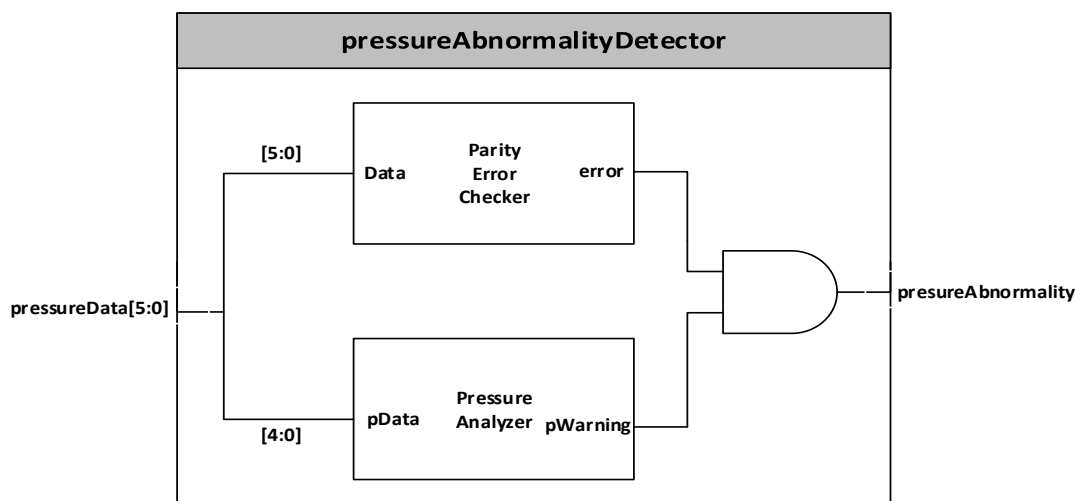 pressureAbnormalityDetector
[5:0]
Data
Parity
Error
Checker
error
pressureData[5:0]
presureAbnormality
[4:0]
pData
Pressure
Analyzer
pWarning